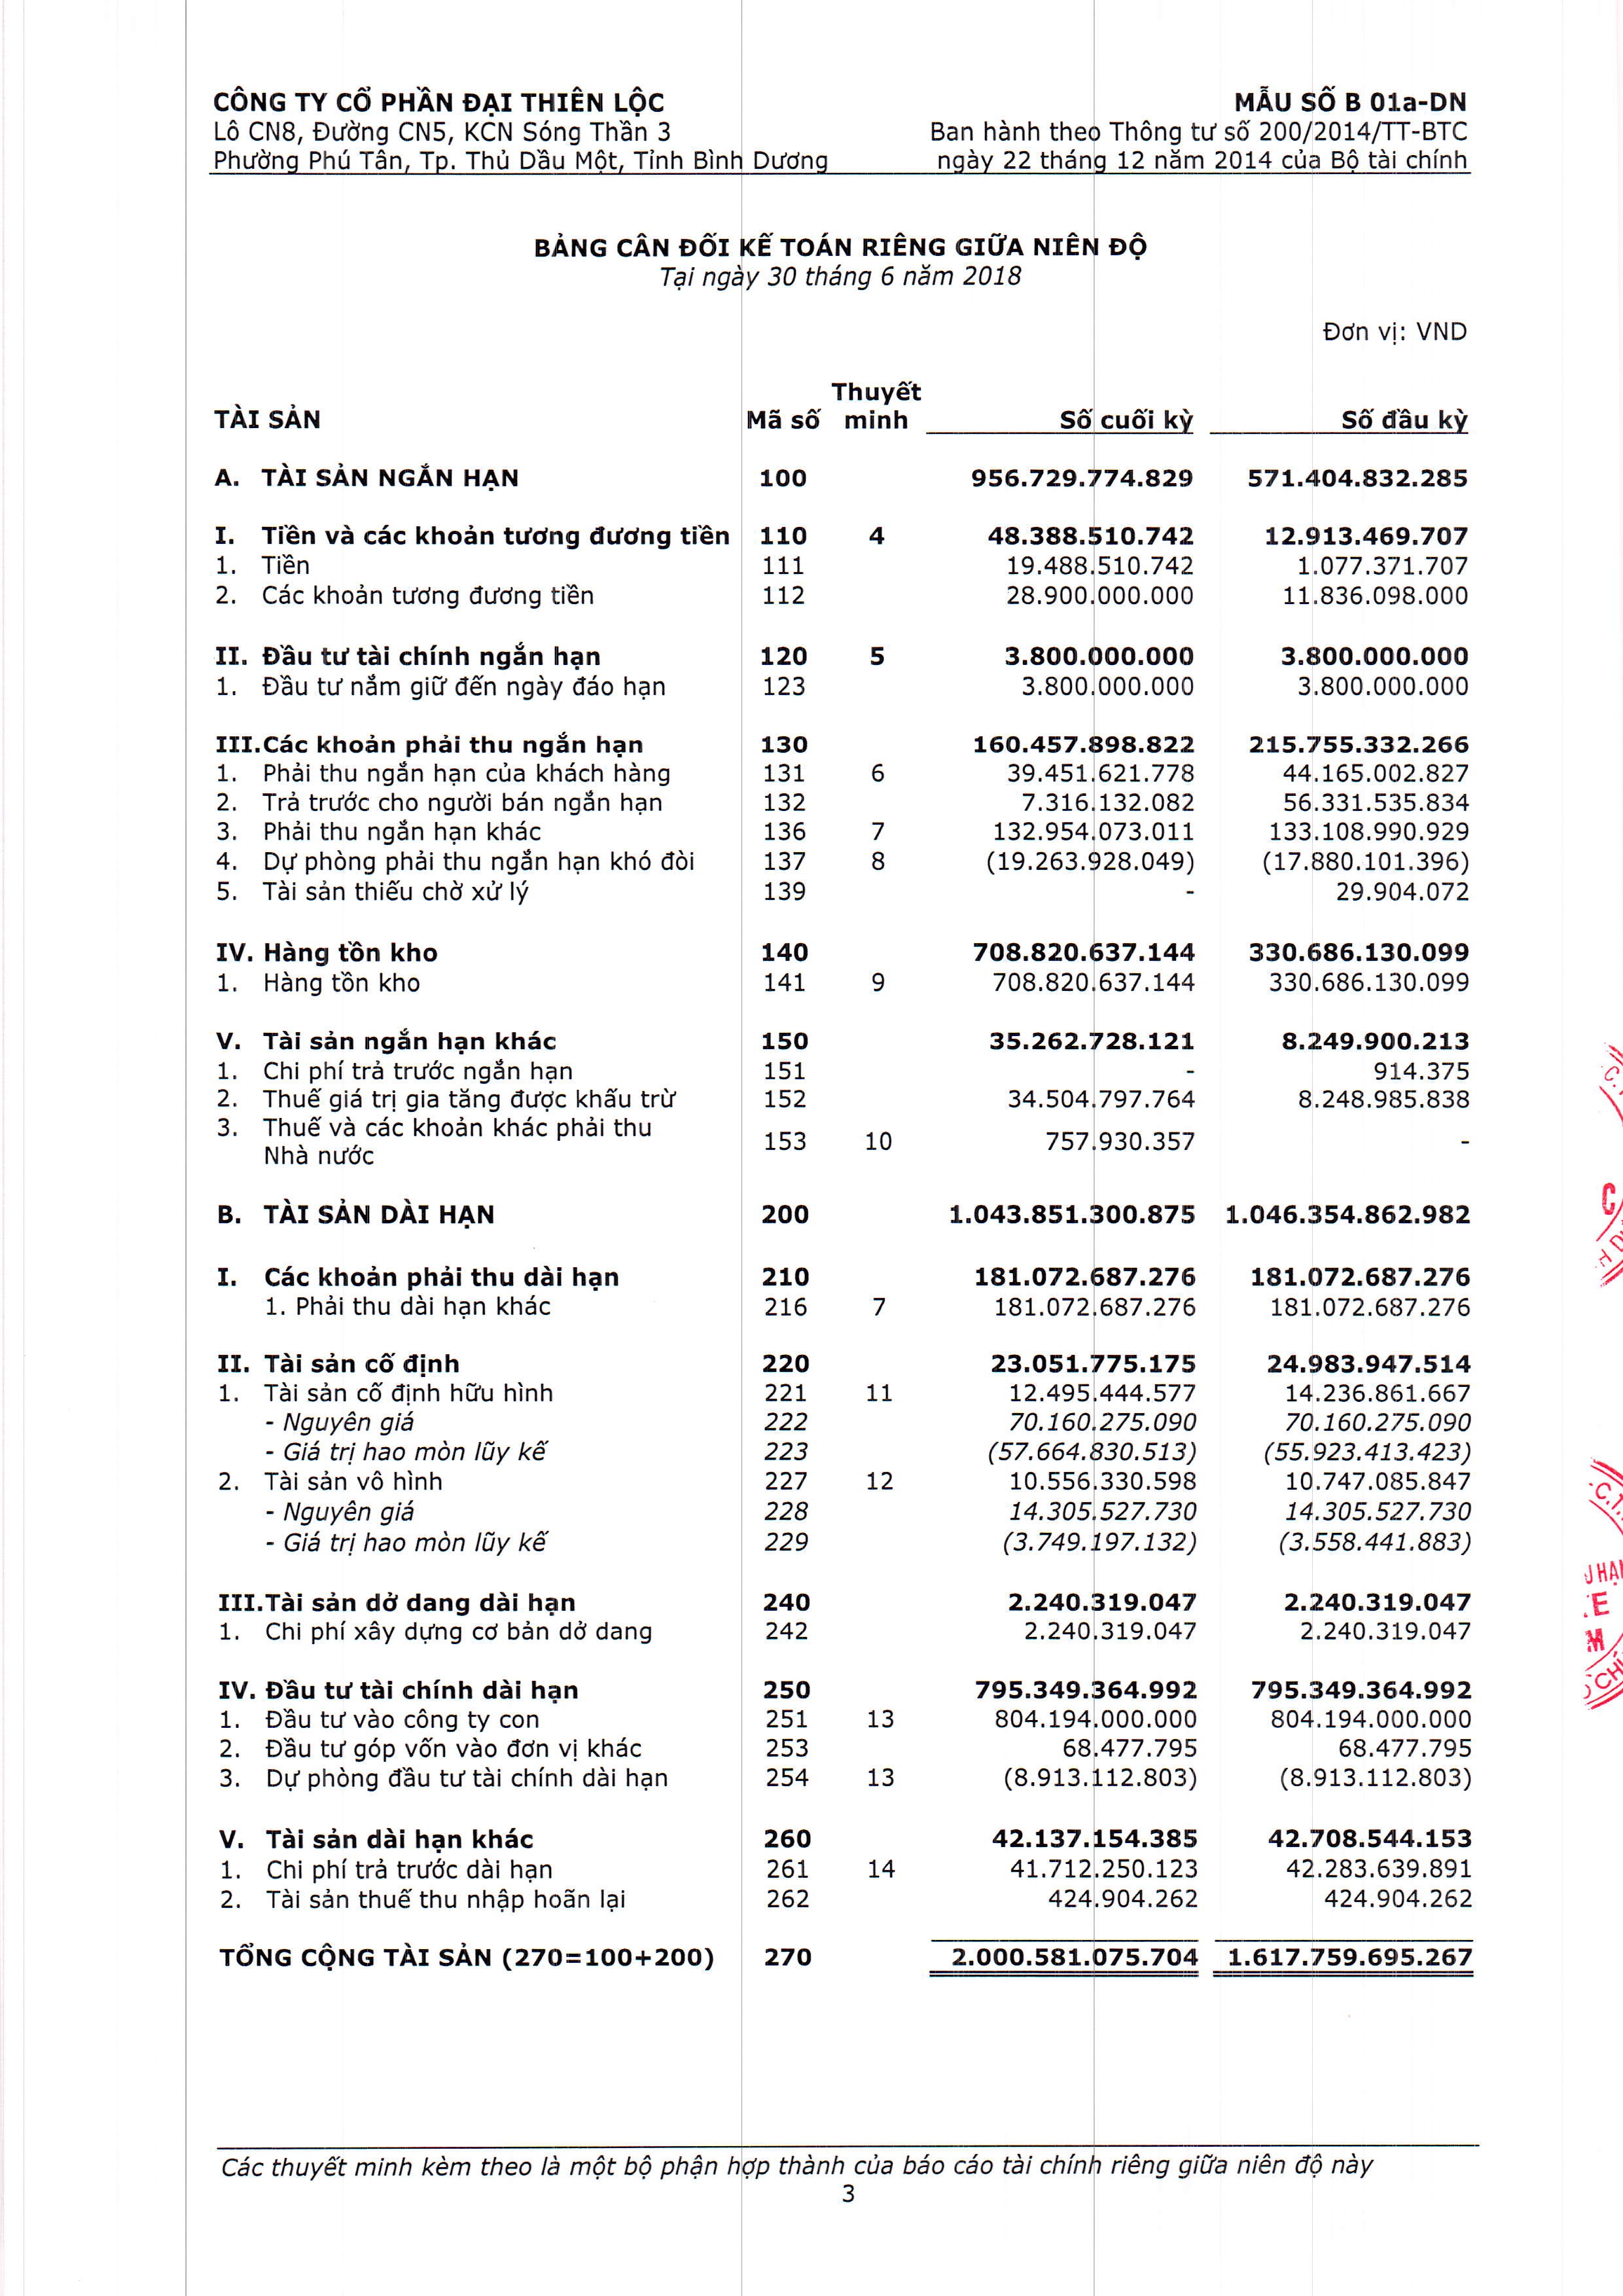 CÔNG TY CỔ PHẦN ĐẠI THIÊN LỘC
MẪU SỐ B 01a-DN
Lô CN8, Đường CN5, KCN Sóng Thần 3
Ban hành theo Thông tư số 200/2014/TT-BTC
Phường Phú Tân, Tp. Thủ Dầu Một, Tỉnh Bình Dương
ngày 22 tháng 12 năm 2014 của Bộ tài chính
BẢNG CÂN ĐỐI KẾ TOÁN RIÊNG GIỮA NIÊN ĐỘ
Tại ngày 30 tháng 6 năm 2018
Đơn vị: VND
TÀI SẢN Mã số Thuyết minh Số cuối kỳ Số đầu kỳ
A. TÀI SẢN NGẮN HẠN 100 956.729.774.829 571.404.832.285
I. Tiền và các khoản tương đương tiền 110 4 48.388.510.742 12.913.469.707
1. Tiền 111 19.488.510.742 1.077.371.707
2. Các khoản tương đương tiền 112 28.900.000.000 11.836.098.000
II. Đầu tư tài chính ngắn hạn 120 5 3.800.000.000 3.800.000.000
1. Đầu tư nắm giữ đến ngày đáo hạn 123 3.800.000.000 3.800.000.000
III. Các khoản phải thu ngắn hạn 130 160.457.898.822 215.755.332.266
1. Phải thu ngắn hạn của khách hàng 131 6 39.451.621.778 44.165.002.827
2. Trả trước cho người bán ngắn hạn 132 7.316.132.082 56.331.535.834
3. Phải thu ngắn hạn khác 136 7 132.954.073.011 133.108.990.929
4. Dự phòng phải thu ngắn hạn khó đòi 137 8 (19.263.928.049) (17.880.101.396)
5. Tài sản thiếu chờ xử lý 139 - 29.904.072
IV. Hàng tồn kho 140 708.820.637.144 330.686.130.099
1. Hàng tồn kho 141 9 708.820.637.144 330.686.130.099
V. Tài sản ngắn hạn khác 150 35.262.728.121 8.249.900.213
1. Chi phí trả trước ngắn hạn 151 - 914.375
2. Thuế giá trị gia tăng được khấu trừ 152 34.504.797.764 8.248.985.838
3. Thuế và các khoản khác phải thu
Nhà nước 153 10 757.930.357 -
B. TÀI SẢN DÀI HẠN 200 1.043.851.300.875 1.046.354.862.982
I. Các khoản phải thu dài hạn 210 181.072.687.276 181.072.687.276
1. Phải thu dài hạn khác 216 7 181.072.687.276 181.072.687.276
II. Tài sản cố định 220 23.051.775.175 24.983.947.514
1. Tài sản cố định hữu hình 221 11 12.495.444.577 14.236.861.667
- Nguyên giá 222 70.160.275.090 70.160.275.090
- Giá trị hao mòn lũy kế 223 (57.664.830.513) (55.923.413.423)
2. Tài sản vô hình 227 12 10.556.330.598 10.747.085.847
- Nguyên giá 228 14.305.527.730 14.305.527.730
- Giá trị hao mòn lũy kế 229 (3.749.197.132) (3.558.441.883)
III. Tài sản dở dang dài hạn 240 2.240.319.047 2.240.319.047
1. Chi phí xây dựng cơ bản dở dang 242 2.240.319.047 2.240.319.047
IV. Đầu tư tài chính dài hạn 250 795.349.364.992 795.349.364.992
1. Đầu tư vào công ty con 251 13 804.194.000.000 804.194.000.000
2. Đầu tư góp vốn vào đơn vị khác 253 68.477.795 68.477.795
3. Dự phòng đầu tư tài chính dài hạn 254 13 (8.913.112.803) (8.913.112.803)
V. Tài sản dài hạn khác 260 42.137.154.385 42.708.544.153
1. Chi phí trả trước dài hạn 261 14 41.712.250.123 42.283.639.891
2. Tài sản thuế thu nhập hoãn lại 262 424.904.262 424.904.262
TỔNG CỘNG TÀI SẢN (270=100+200) 270 2.000.581.075.704 1.617.759.695.267
Các thuyết minh kèm theo là một bộ phận hợp thành của báo cáo tài chính riêng giữa niên độ này
3